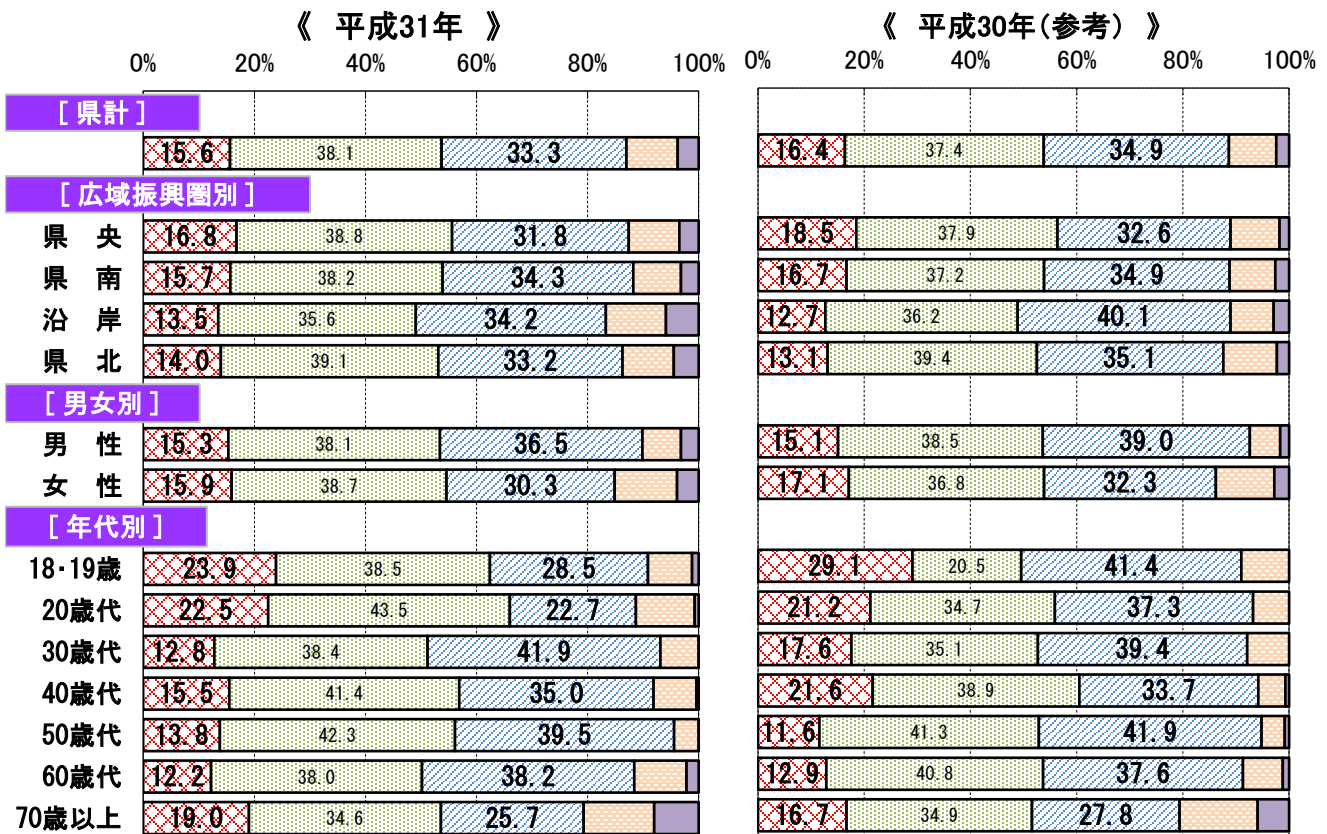 《 平成31年 》 《 平成30年(参考) 》
0% 20% 40% 60% 80% 100% 0% 20% 40% 60% 80% 100%
[ 県計 ]
15.6 38.1 33.3 16.4 37.4 34.9
[ 広域振興圏別 ]
県 央 16.8 38.8 31.8 18.5 37.9 32.6
県 南 15.7 38.2 34.3 16.7 37.2 34.9
沿 岸 13.5 35.6 34.2 12.7 36.2 40.1
県 北 14.0 39.1 33.2 13.1 39.4 35.1
[ 男女別 ]
男 性 15.3 38.1 36.5 15.1 38.5 39.0
女 性 15.9 38.7 30.3 17.1 36.8 32.3
[ 年代別 ]
18・19歳 23.9 38.5 28.5 29.1 20.5 41.4
20歳代 22.5 43.5 22.7 21.2 34.7 37.3
30歳代 12.8 38.4 41.9 17.6 35.1 39.4
40歳代 15.5 41.4 35.0 21.6 38.9 33.7
50歳代 13.8 42.3 39.5 11.6 41.3 41.9
60歳代 12.2 38.0 38.2 12.9 40.8 37.6
70歳以上 19.0 34.6 25.7 16.7 34.9 27.8